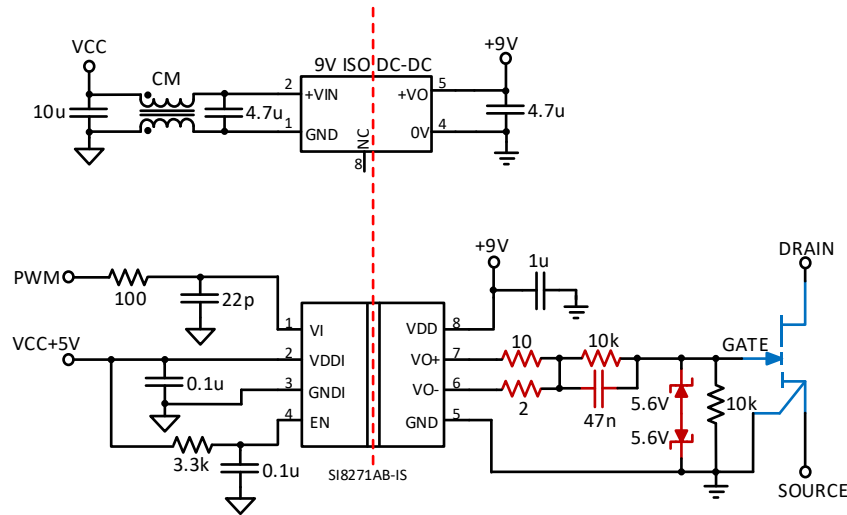 VCC
CM
9V ISO DC-DC
+9V
10u
4.7u
2
+VIN
+VO
5
4.7u
1
GND
0V
4
NC
8
+9V
1u
DRAIN
PWM
100
22p
1
VI
VDD
8
VCC+5V
2
VDDI
VO+
7
10
10k
GATE
0.1u
3
GNDI
VO-
6
2
47n
5.6V
10k
4
EN
GND
5
5.6V
3.3k
0.1u
SI8271AB-IS
SOURCE